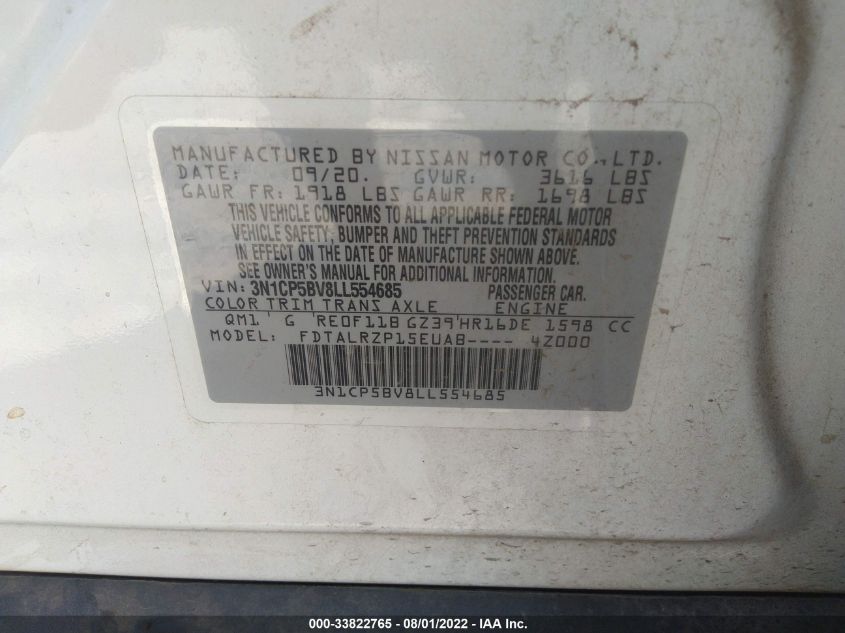 MANUFACTURED BY NISSAN MOTOR CO., LTD.
DATE: 09/20. GVWR: 3616 LBS
GAWR FR: 1918 LBS GAWR RR: 1698 LBS
THIS VEHICLE CONFORMS TO ALL APPLICABLE FEDERAL MOTOR
VEHICLE SAFETY, BUMPER AND THEFT PREVENTION STANDARDS
IN EFFECT ON THE DATE OF MANUFACTURE SHOWN ABOVE.
SEE OWNER'S MANUAL FOR ADDITIONAL INFORMATION.
VIN: 3N1CP5BV8LL554685 PASSENGER CAR.
COLOR TRIM TRANS AXLE ENGINE
QM1 G RE0F11B GZ39 HR16DE 1598 CC
MODEL: FDTALRZP15EUAB---- 4Z000
3N1CP5BV8LL554685
000-33822765 - 08/01/2022 - IAA Inc.